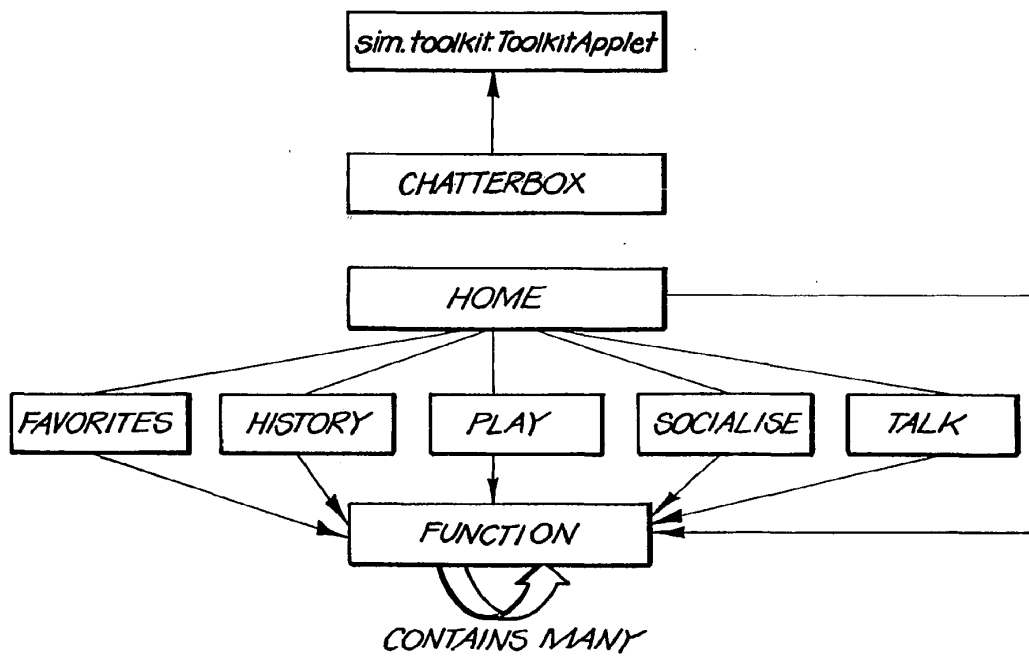 sim.toolkit.ToolkitApplet
CHATTERBOX
HOME
FAVORITES
HISTORY
PLAY
SOCIALISE
TALK
FUNCTION
CONTAINS MANY